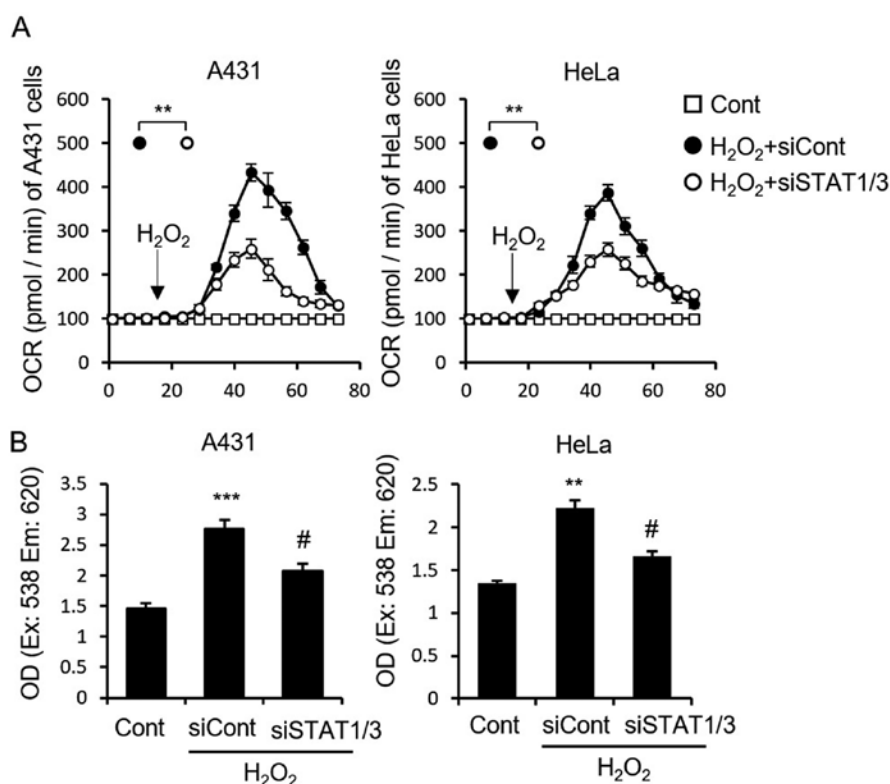 A
A431
OCR (pmol / min) of A431 cells
600
500
400
300
200
100
0
**
H₂O₂
0 20 40 60 80
HeLa
OCR (pmol / min) of HeLa cells
600
500
400
300
200
100
0
**
H₂O₂
0 20 40 60 80
Cont
H₂O₂+siCont
H₂O₂+siSTAT1/3
B
A431
OD (Ex: 538 Em: 620)
3.5
3
2.5
2
1.5
1
0.5
0
***
#
Cont siCont siSTAT1/3
H₂O₂
HeLa
OD (Ex: 538 Em: 620)
2.5
2
1.5
1
0.5
0
**
#
Cont siCont siSTAT1/3
H₂O₂